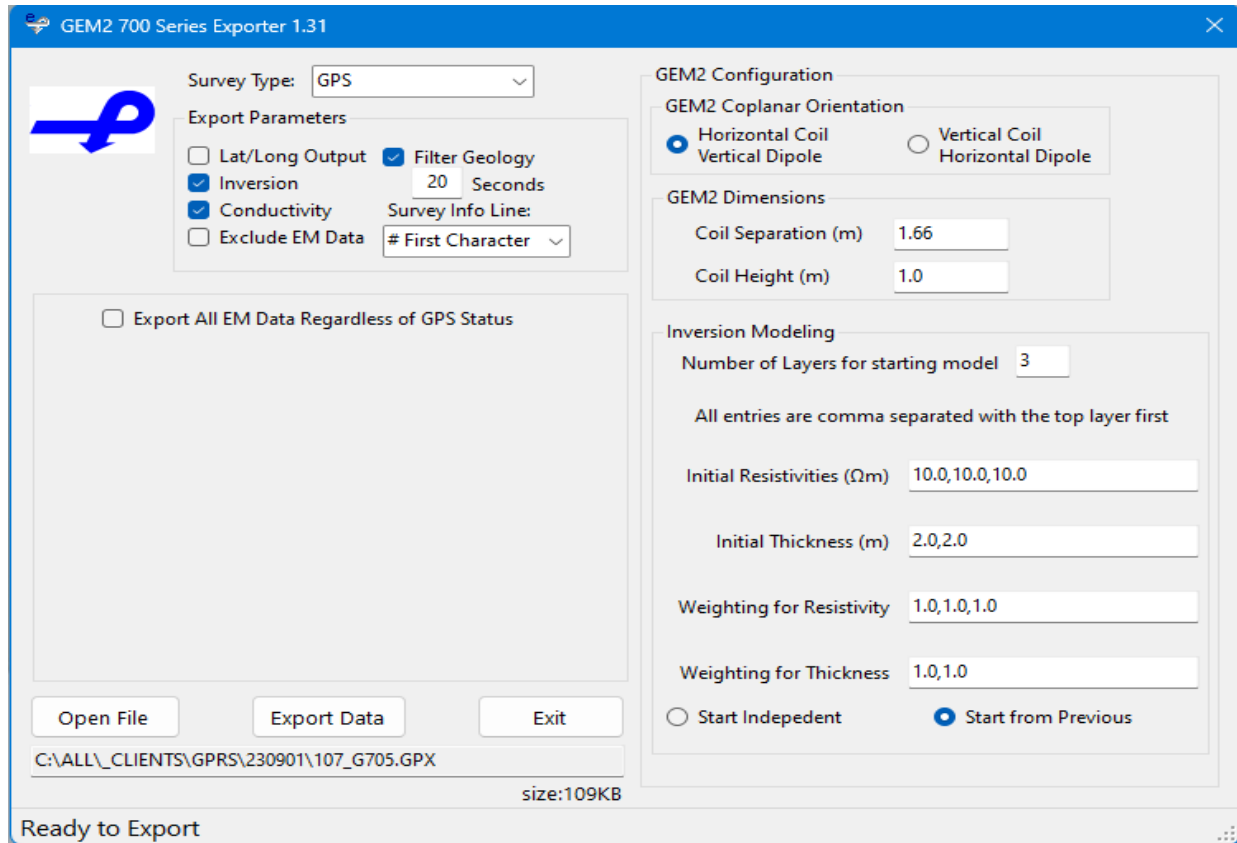 GEM2 700 Series Exporter 1.31
Survey Type: GPS
Export Parameters
Lat/Long Output Filter Geology
Inversion 20 Seconds
Conductivity Survey Info Line:
Exclude EM Data # First Character
Export All EM Data Regardless of GPS Status
Open File Export Data Exit
C:\ALL\_CLIENTS\GPRS\230901\107_G705.GPX
size:109KB
Ready to Export
GEM2 Configuration
GEM2 Coplanar Orientation
Horizontal Coil
Vertical Dipole
Vertical Coil
Horizontal Dipole
GEM2 Dimensions
Coil Separation (m) 1.66
Coil Height (m) 1.0
Inversion Modeling
Number of Layers for starting model 3
All entries are comma separated with the top layer first
Initial Resistivities (Ωm) 10.0,10.0,10.0
Initial Thickness (m) 2.0,2.0
Weighting for Resistivity 1.0,1.0,1.0
Weighting for Thickness 1.0,1.0
Start Indepedent Start from Previous